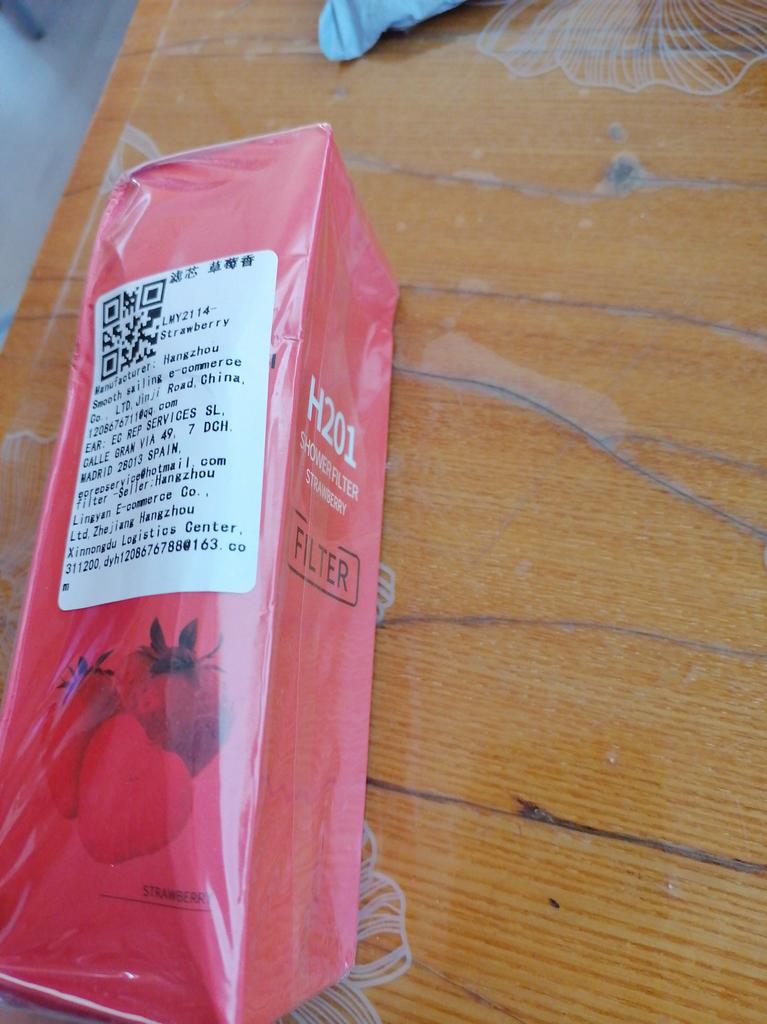 滤芯 草莓香
LMY2114-
Strawberry
Manufacturer: Hangzhou
Smooth sailing e-commerce
Co., LTD,Jinji Road,China,
1208676711@qq.com
EAR: EC REP SERVICES SL,
CALLE GRAN VIA 49, 7 DCH.
MADRID 28013 SPAIN,
eprepservice@hotmail.com
filter -Seller:Hangzhou
Lingyan E-commerce Co.,
Ltd,Zhejiang Hangzhou
Xinnongdu Logistics Center,
311200,dyh1208676788@163.co
m
H201
SHOWER FILTER
STRAWBERRY
FILTER
STRAWBERRY